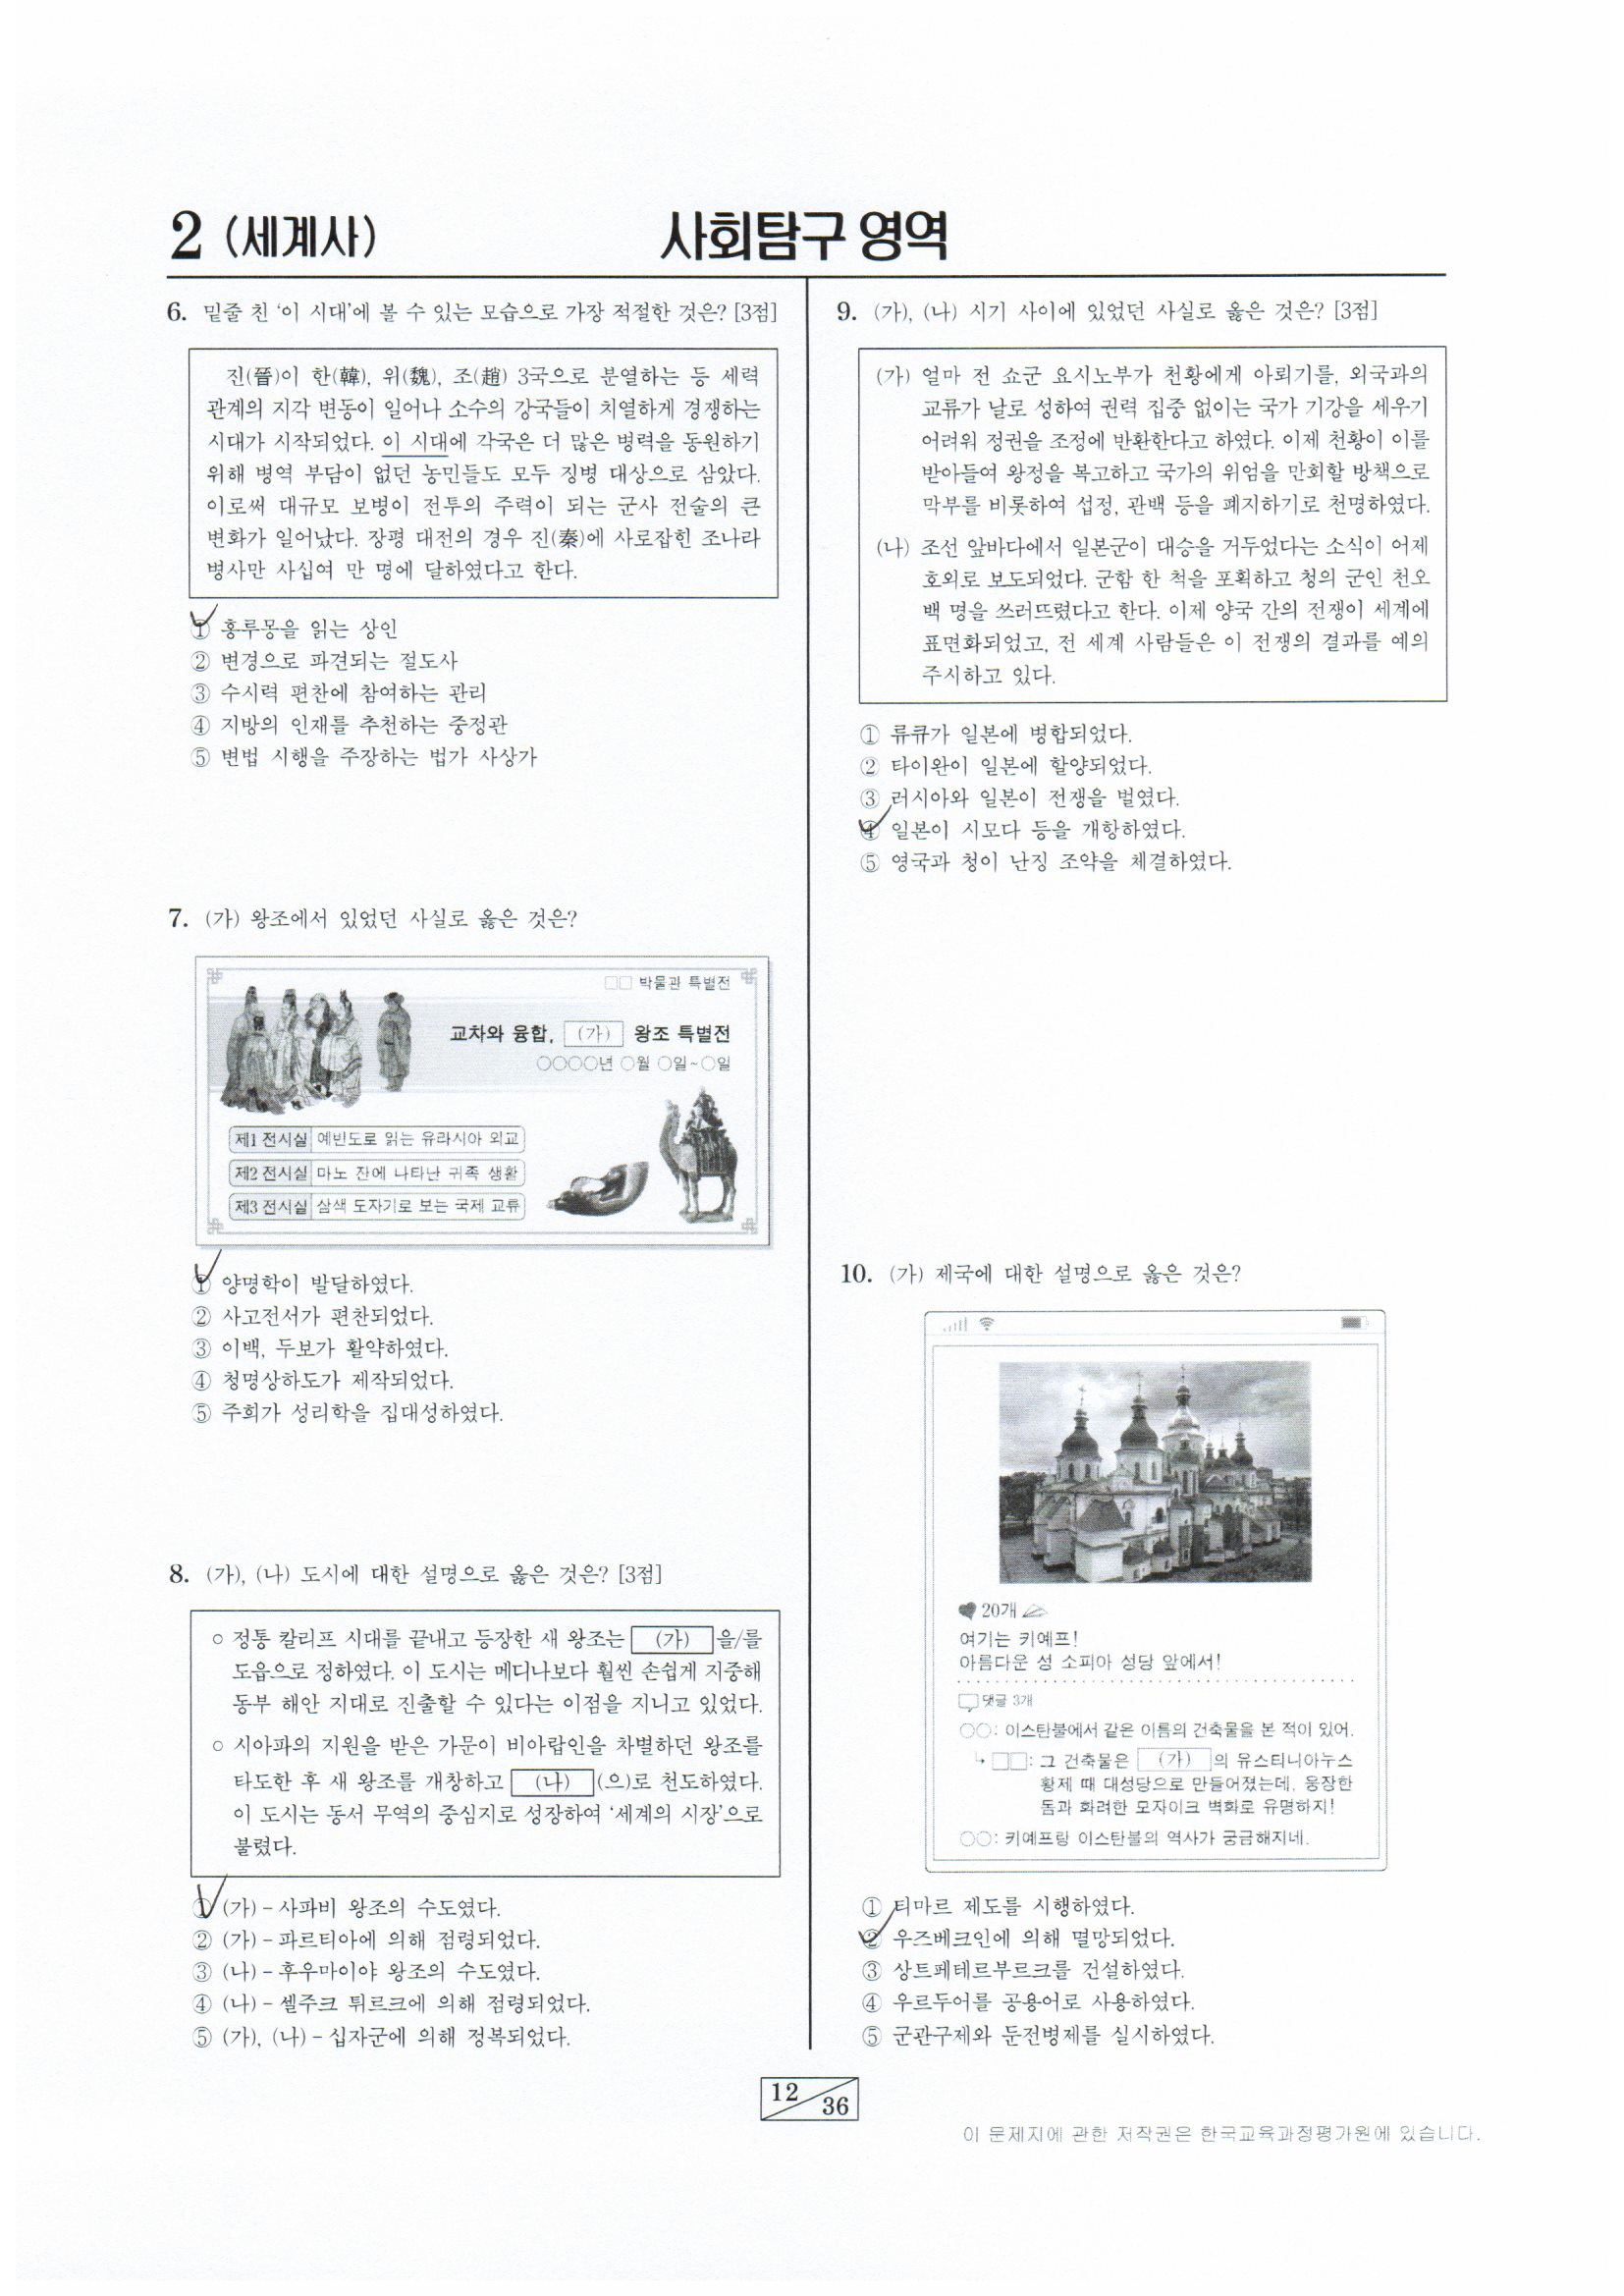 2 (세계사)
사회탐구 영역
6. 밑줄 친 ‘이 시대’에 볼 수 있는 모습으로 가장 적절한 것은? [3점]
진(晉)이 한(韓), 위(魏), 조(趙) 3국으로 분열하는 등 세력
관계의 지각 변동이 일어나 소수의 강국들이 치열하게 경쟁하는
시대가 시작되었다. 이 시대에 각국은 더 많은 병력을 동원하기
위해 병역 부담이 없던 농민들도 모두 징병 대상으로 삼았다.
이로써 대규모 보병이 전투의 주력이 되는 군사 전술의 큰
변화가 일어났다. 장평 대전의 경우 진(秦)에 사로잡힌 조나라
병사만 사십여 만 명에 달하였다고 한다.
① 홍루몽을 읽는 상인
② 변경으로 파견되는 절도사
③ 수시력 편찬에 참여하는 관리
④ 지방의 인재를 추천하는 중정관
⑤ 변법 시행을 주장하는 법가 사상가
7. (가) 왕조에서 있었던 사실로 옳은 것은?
□□ 박물관 특별전
교차와 융합, (가) 왕조 특별전
○○○○년 ○월 ○일~○일
제1 전시실 예빈도로 읽는 유라시아 외교
제2 전시실 마노 잔에 나타난 귀족 생활
제3 전시실 삼색 도자기로 보는 국제 교류
① 양명학이 발달하였다.
② 사고전서가 편찬되었다.
③ 이백, 두보가 활약하였다.
④ 청명상하도가 제작되었다.
⑤ 주희가 성리학을 집대성하였다.
8. (가), (나) 도시에 대한 설명으로 옳은 것은? [3점]
○ 정통 칼리프 시대를 끝내고 등장한 새 왕조는 (가) 을/를
도읍으로 정하였다. 이 도시는 메디나보다 훨씬 손쉽게 지중해
동부 해안 지대로 진출할 수 있다는 이점을 지니고 있었다.
○ 시아파의 지원을 받은 가문이 비아랍인을 차별하던 왕조를
타도한 후 새 왕조를 개창하고 (나) (으)로 천도하였다.
이 도시는 동서 무역의 중심지로 성장하여 ‘세계의 시장’으로
불렸다.
① (가) - 사파비 왕조의 수도였다.
② (가) - 파르티아에 의해 점령되었다.
③ (나) - 후우마이야 왕조의 수도였다.
④ (나) - 셀주크 튀르크에 의해 점령되었다.
⑤ (가), (나) - 십자군에 의해 정복되었다.
9. (가), (나) 시기 사이에 있었던 사실로 옳은 것은? [3점]
(가) 얼마 전 쇼군 요시노부가 천황에게 아뢰기를, 외국과의
교류가 날로 성하여 권력 집중 없이는 국가 기강을 세우기
어려워 정권을 조정에 반환한다고 하였다. 이제 천황이 이를
받아들여 왕정을 복고하고 국가의 위엄을 만회할 방책으로
막부를 비롯하여 섭정, 관백 등을 폐지하기로 천명하였다.
(나) 조선 앞바다에서 일본군이 대승을 거두었다는 소식이 어제
호외로 보도되었다. 군함 한 척을 포획하고 청의 군인 천오
백 명을 쓰러뜨렸다고 한다. 이제 양국 간의 전쟁이 세계에
표면화되었고, 전 세계 사람들은 이 전쟁의 결과를 예의
주시하고 있다.
① 류큐가 일본에 병합되었다.
② 타이완이 일본에 할양되었다.
③ 러시아와 일본이 전쟁을 벌였다.
④ 일본이 시모다 등을 개항하였다.
⑤ 영국과 청이 난징 조약을 체결하였다.
10. (가) 제국에 대한 설명으로 옳은 것은?
20개
여기는 키예프!
아름다운 성 소피아 성당 앞에서!
댓글 3개
○○: 이스탄불에서 같은 이름의 건축물을 본 적이 있어.
↳ □□: 그 건축물은 (가) 의 유스티니아누스
황제 때 대성당으로 만들어졌는데, 웅장한
돔과 화려한 모자이크 벽화로 유명하지!
○○: 키예프랑 이스탄불의 역사가 궁금해지네.
① 티마르 제도를 시행하였다.
② 우즈베크인에 의해 멸망되었다.
③ 상트페테르부르크를 건설하였다.
④ 우르두어를 공용어로 사용하였다.
⑤ 군관구제와 둔전병제를 실시하였다.
12 36
이 문제지에 관한 저작권은 한국교육과정평가원에 있습니다.